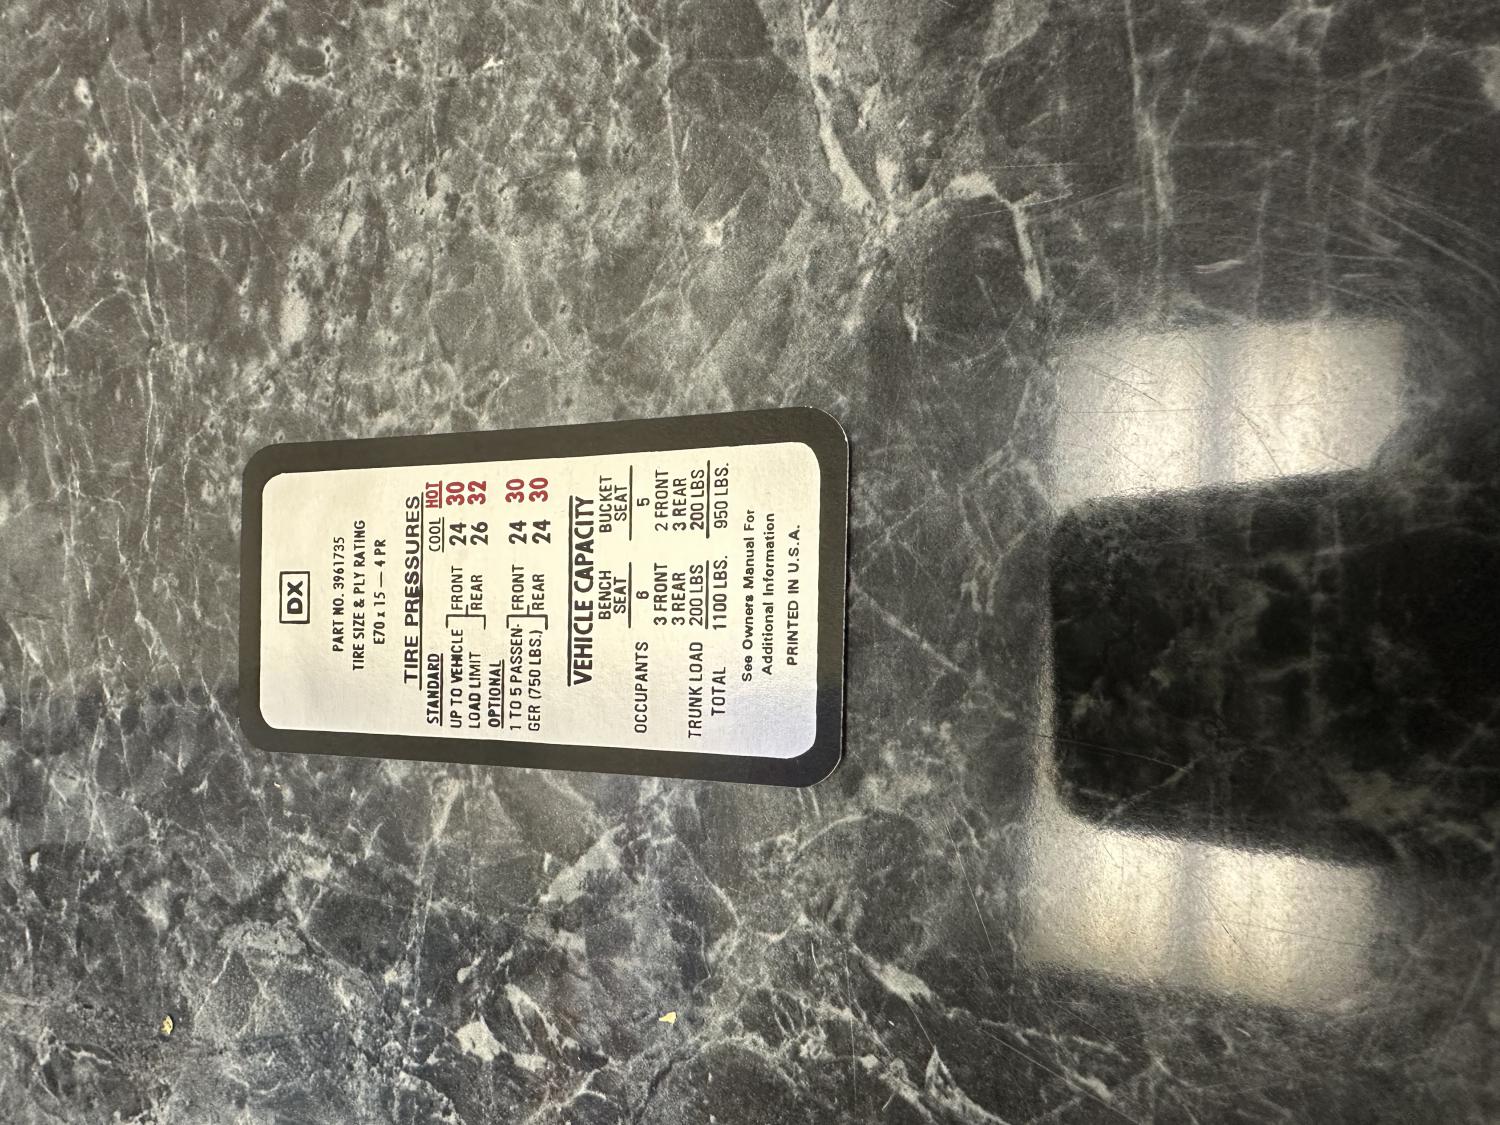 DX
PART NO. 3961735
TIRE SIZE & PLY RATING
E70 x 15 — 4 PR
TIRE PRESSURES
STANDARD COOL HOT
UP TO VEHICLE FRONT 24 30
LOAD LIMIT REAR 26 32
OPTIONAL
1 TO 5 PASSEN- FRONT 24 30
GER (750 LBS.) REAR 24 30
VEHICLE CAPACITY
BENCH BUCKET
SEAT SEAT
OCCUPANTS 6 5
3 FRONT 2 FRONT
3 REAR 3 REAR
TRUNK LOAD 200 LBS 200 LBS
TOTAL 1100 LBS. 950 LBS.
See Owners Manual For
Additional Information
PRINTED IN U.S.A.